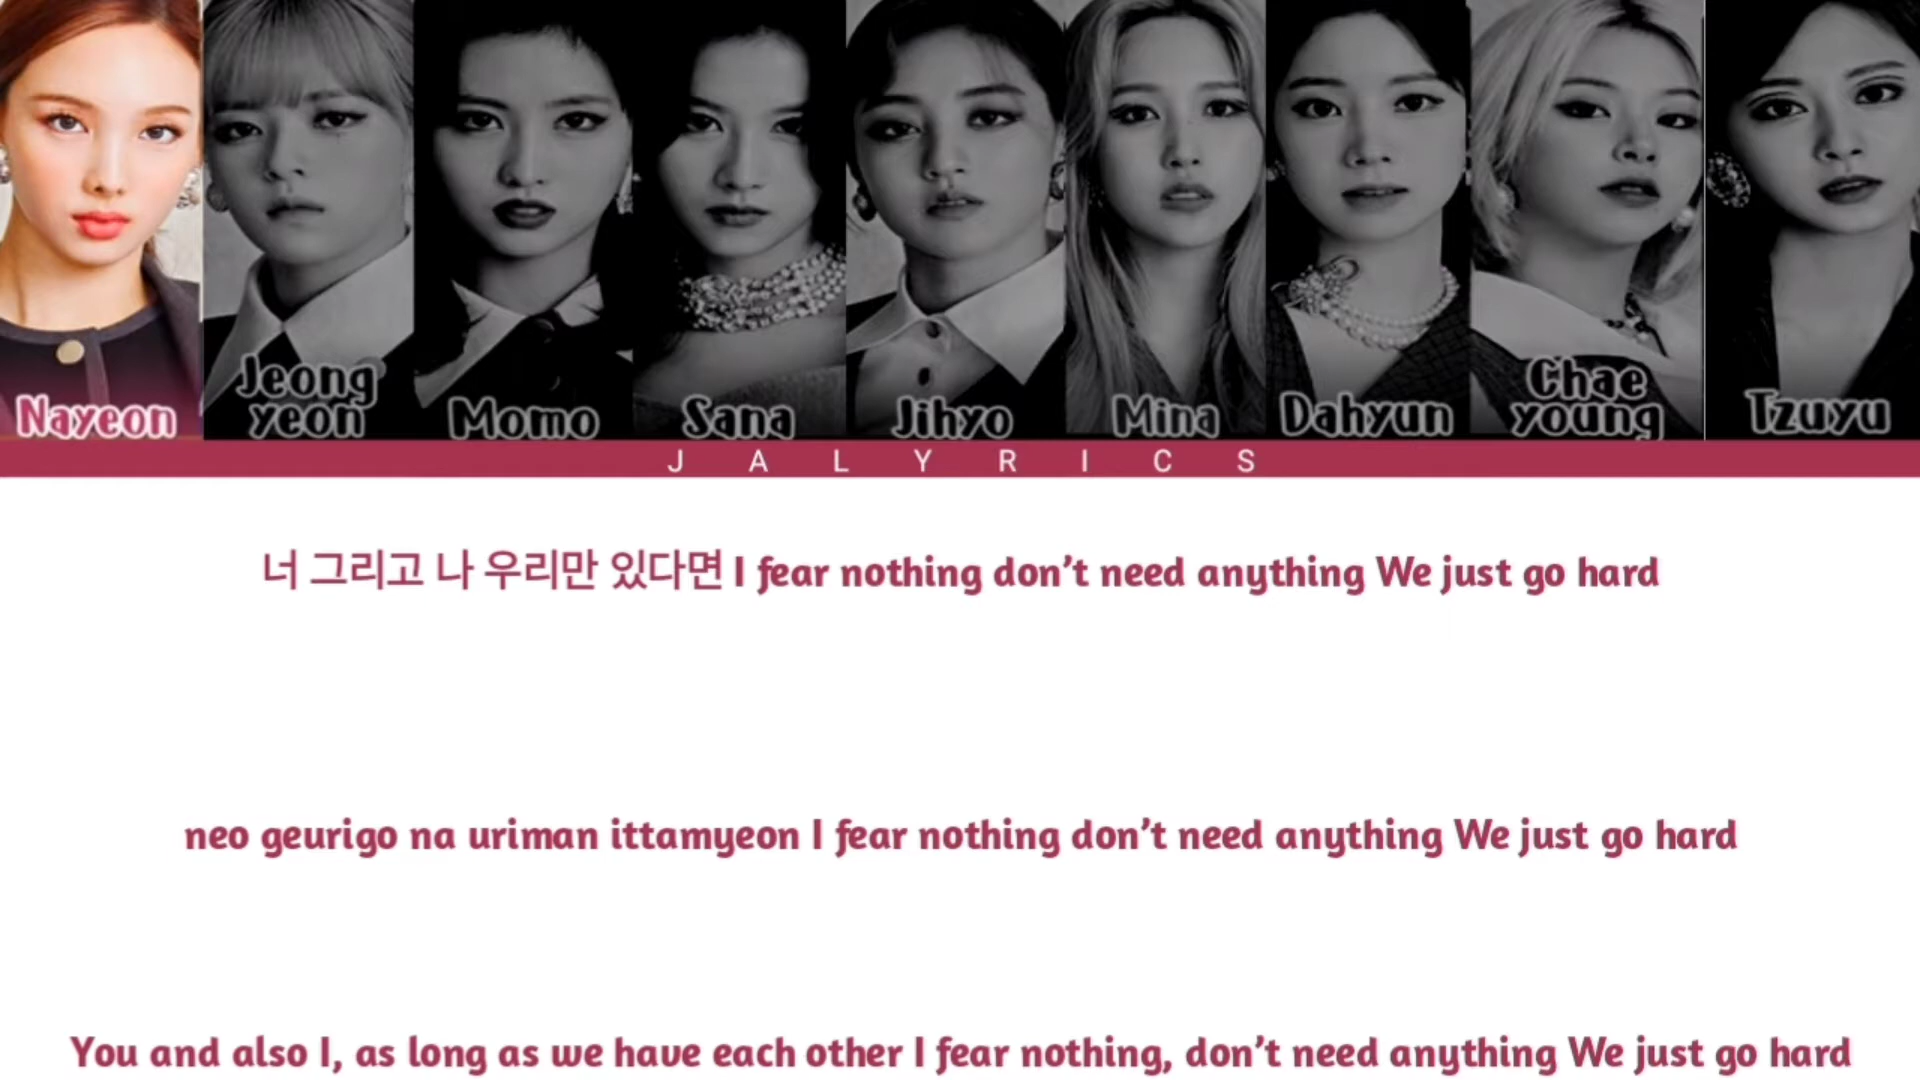 Nayeon
Jeong
yeon
Momo
Sana
Jihyo
Mina
Dahyun
Chae
young
Tzuyu
JALYRICS
너 그리고 나 우리만 있다면 I fear nothing don't need anything We just go hard
neo geurigo na uriman ittamyeon I fear nothing don't need anything We just go hard
You and also I, as long as we have each other I fear nothing, don't need anything We just go hard